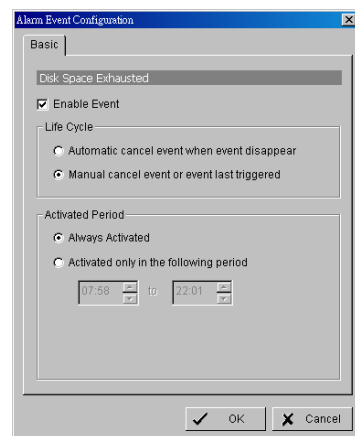 Alarm Event Configuration
Basic
Disk Space Exhausted
Enable Event
Life Cycle
Automatic cancel event when event disappear
Manual cancel event or event last triggered
Activated Period
Always Activated
Activated only in the following period
07:58 to 22:01
OK Cancel